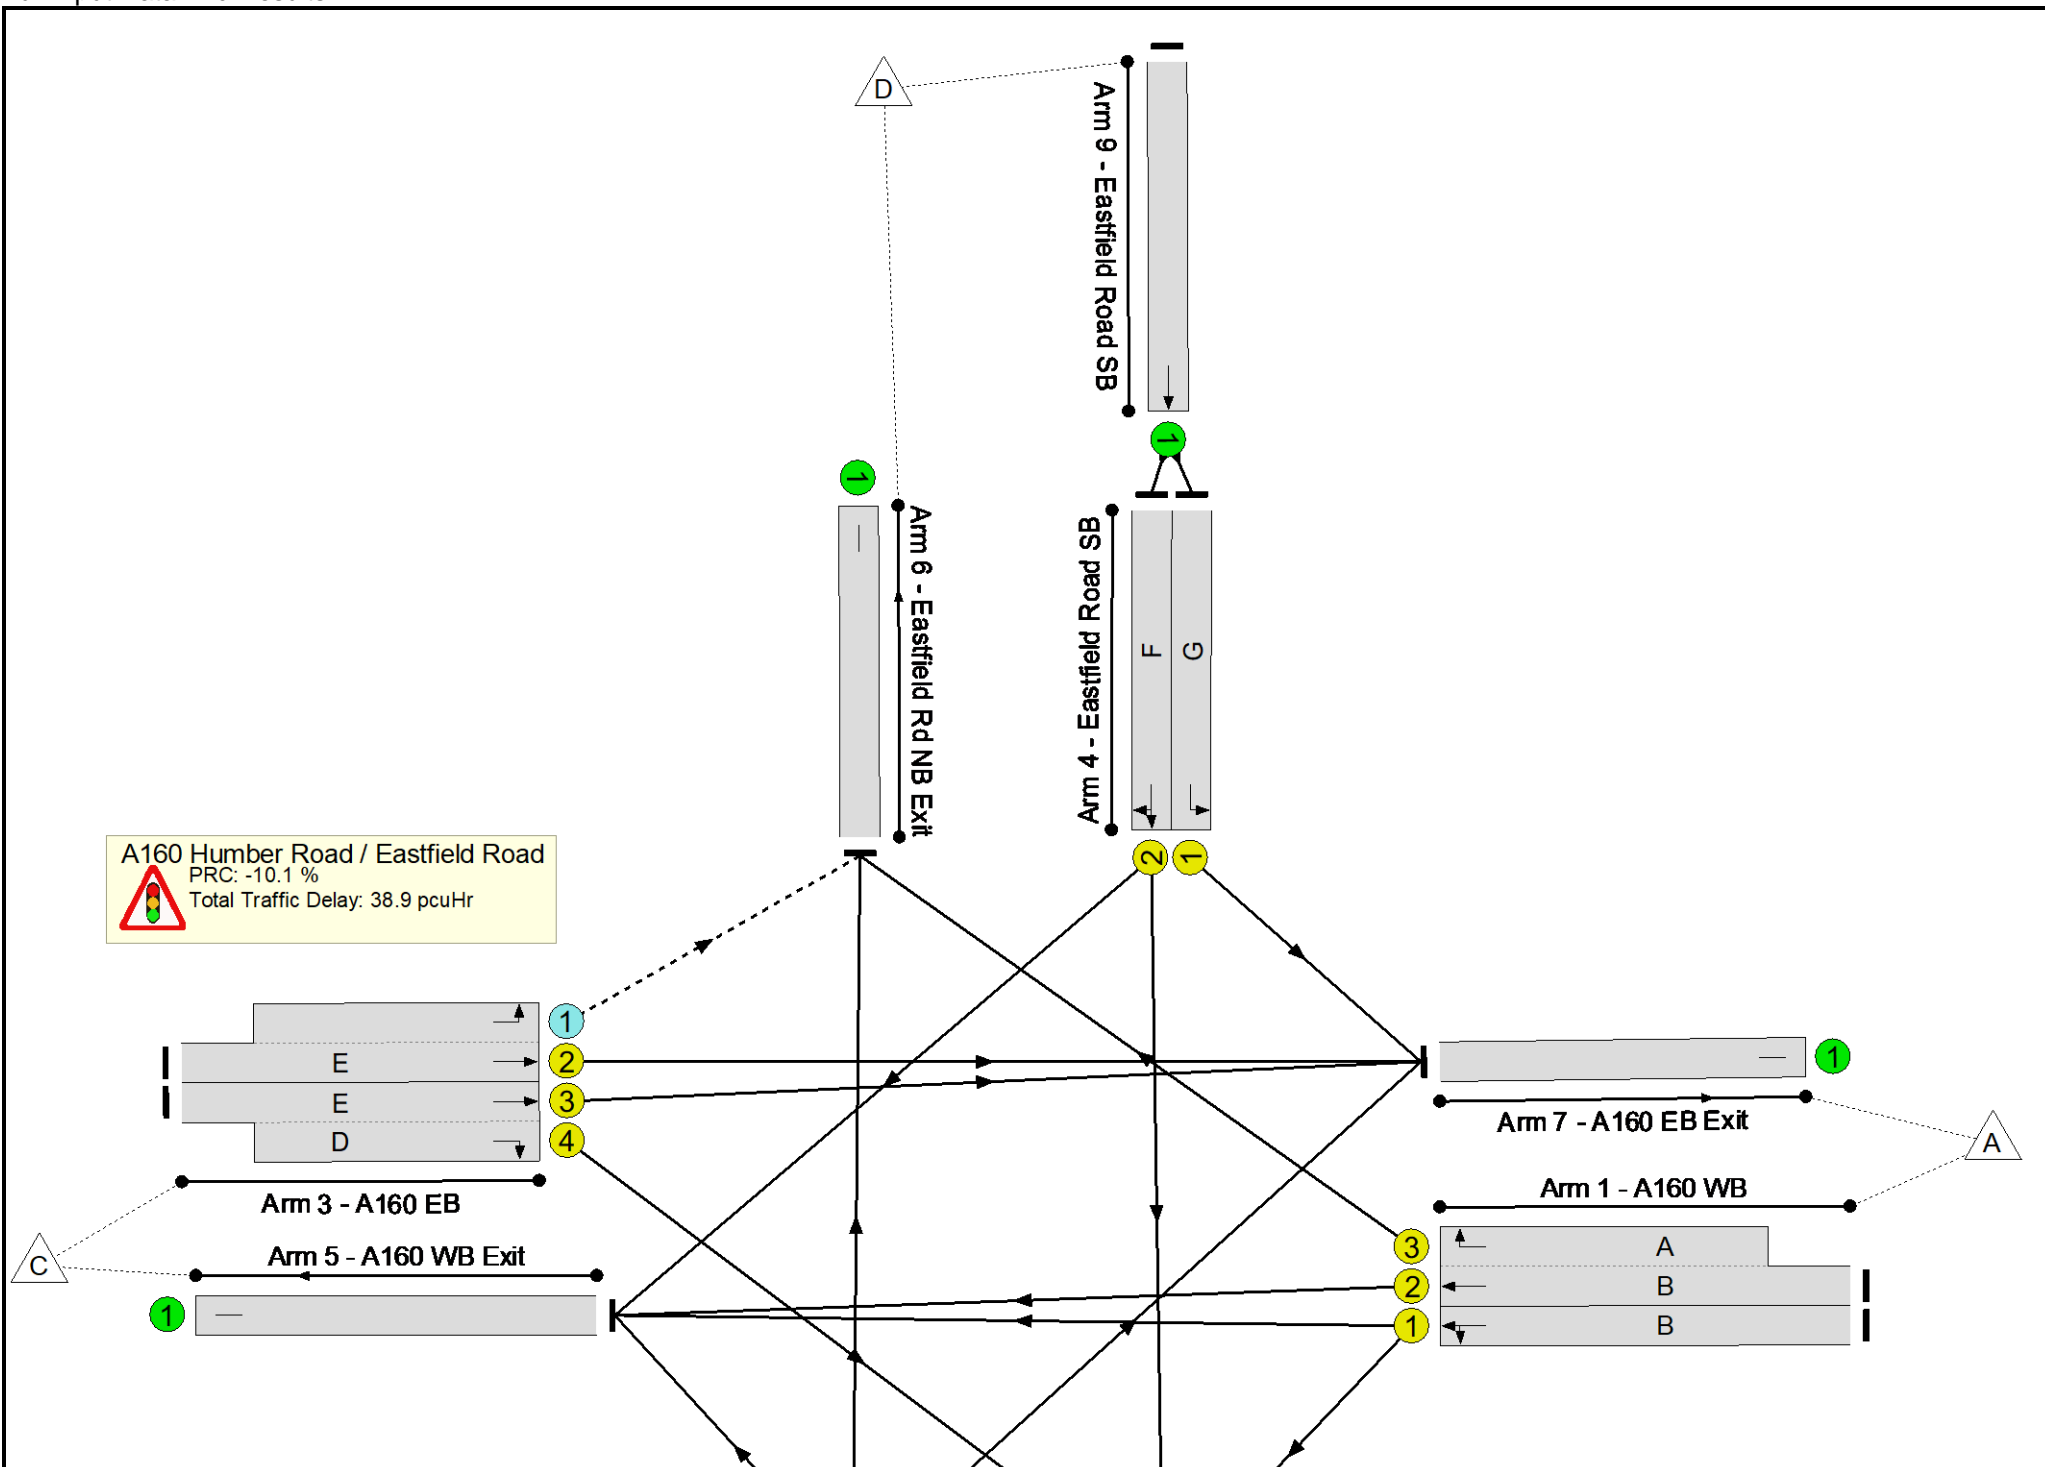 D
Arm 9 - Eastfield Road SB
1
1
Arm 6 - Eastfield Rd NB Exit
Arm 4 - Eastfield Road SB
F
G
2
1
A160 Humber Road / Eastfield Road
PRC: -10.1 %
Total Traffic Delay: 38.9 pcuHr
1
E
2
E
3
D
4
Arm 3 - A160 EB
1
Arm 7 - A160 EB Exit
A
Arm 1 - A160 WB
C
Arm 5 - A160 WB Exit
1
3
A
2
B
1
B